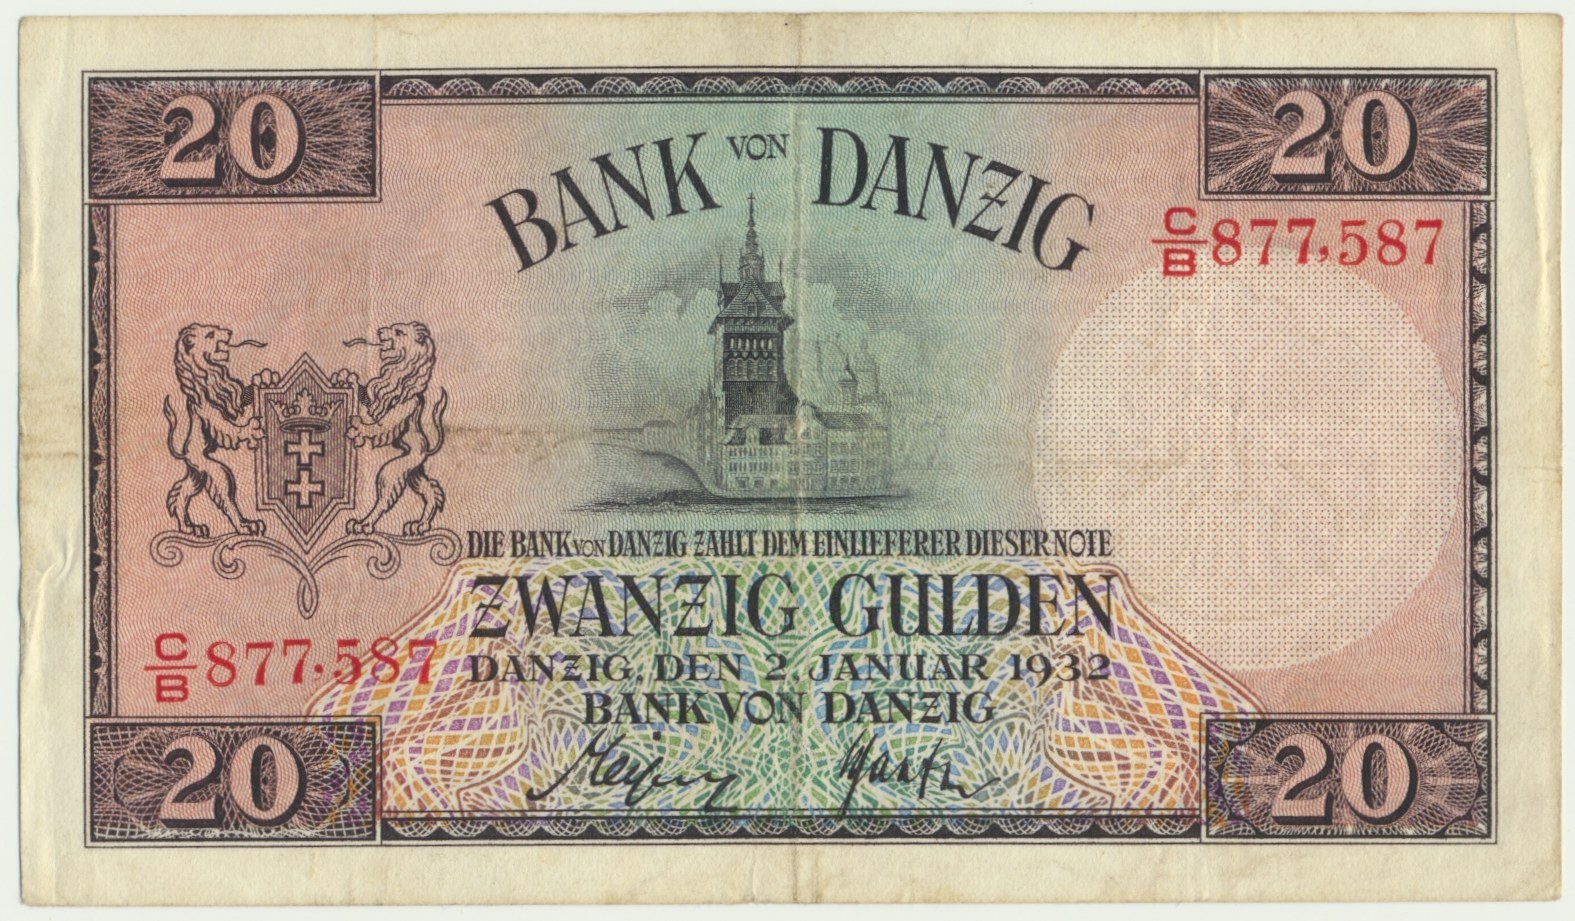 20 20
BANK VON DANZIG
C/B 877,587
DIE BANK VON DANZIG ZAHLT DEM EINLIEFERER DIESER NOTE
ZWANZIG GULDEN
C/B 877.587
DANZIG, DEN 2 JANUAR 1932
BANK VON DANZIG
20 20